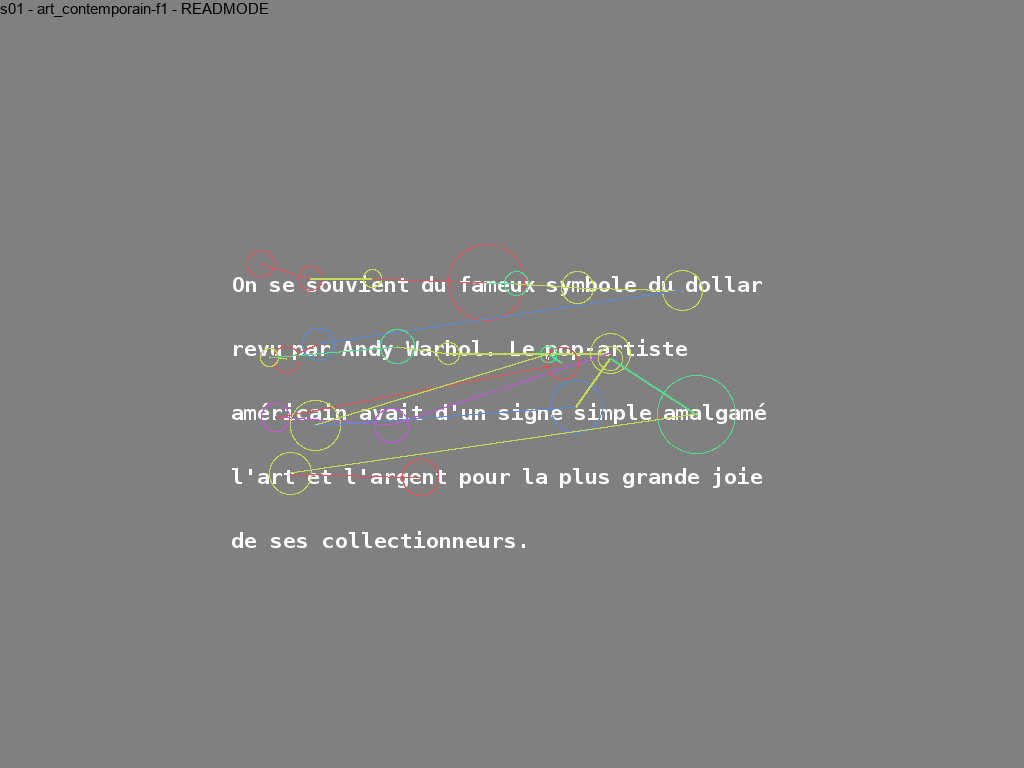 s01 - art_contemporain-f1 - READMODE
On se souvient du fameux symbole du dollar
revu par Andy Warhol. Le pop-artiste
américain avait d'un signe simple amalgamé
l'art et l'argent pour la plus grande joie
de ses collectionneurs.